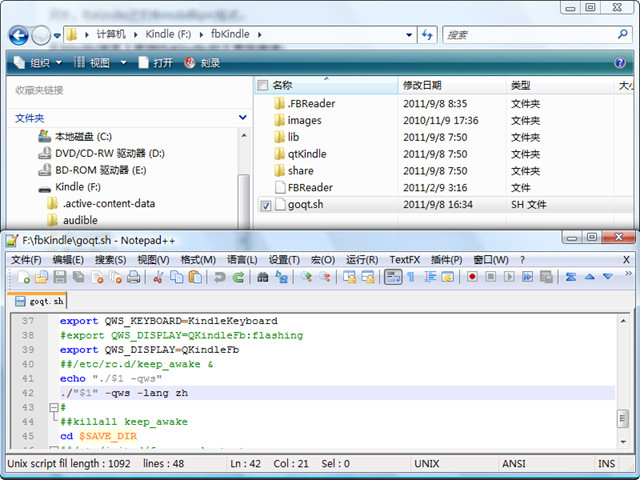 计算机 ▸ Kindle (F:) ▸ fbKindle ▸ 搜索
组织 视图 打开 刻录
收藏夹链接
文件夹
本地磁盘 (C:)
DVD/CD-RW 驱动器 (D:)
BD-ROM 驱动器 (E:)
Kindle (F:)
.active-content-data
audible
名称 修改日期 类型 大小
.FBReader 2011/9/8 8:35 文件夹
images 2010/11/9 17:36 文件夹
lib 2011/9/8 7:50 文件夹
qtKindle 2011/9/8 7:50 文件夹
share 2011/9/8 7:50 文件夹
FBReader 2011/2/9 3:16 文件
goqt.sh 2011/9/8 16:34 SH 文件
F:\fbKindle\goqt.sh - Notepad++
文件(F) 编辑(E) 搜索(S) 视图(V) 格式(M) 语言(L) 设置(T) 宏(O) 运行(R) TextFX 插件(P) 窗口(W) ? X
goqt.sh
37 export QWS_KEYBOARD=KindleKeyboard
38 #export QWS_DISPLAY=QKindleFb:flashing
39 export QWS_DISPLAY=QKindleFb
40 ##/etc/rc.d/keep_awake &
41 echo "./$1 -qws"
42 ./"$1" -qws -lang zh
43 #
44 ##killall keep_awake
45 cd $SAVE_DIR
Unix script fil length : 1092 lines : 48 Ln : 42 Col : 21 Sel : 0 UNIX ANSI INS